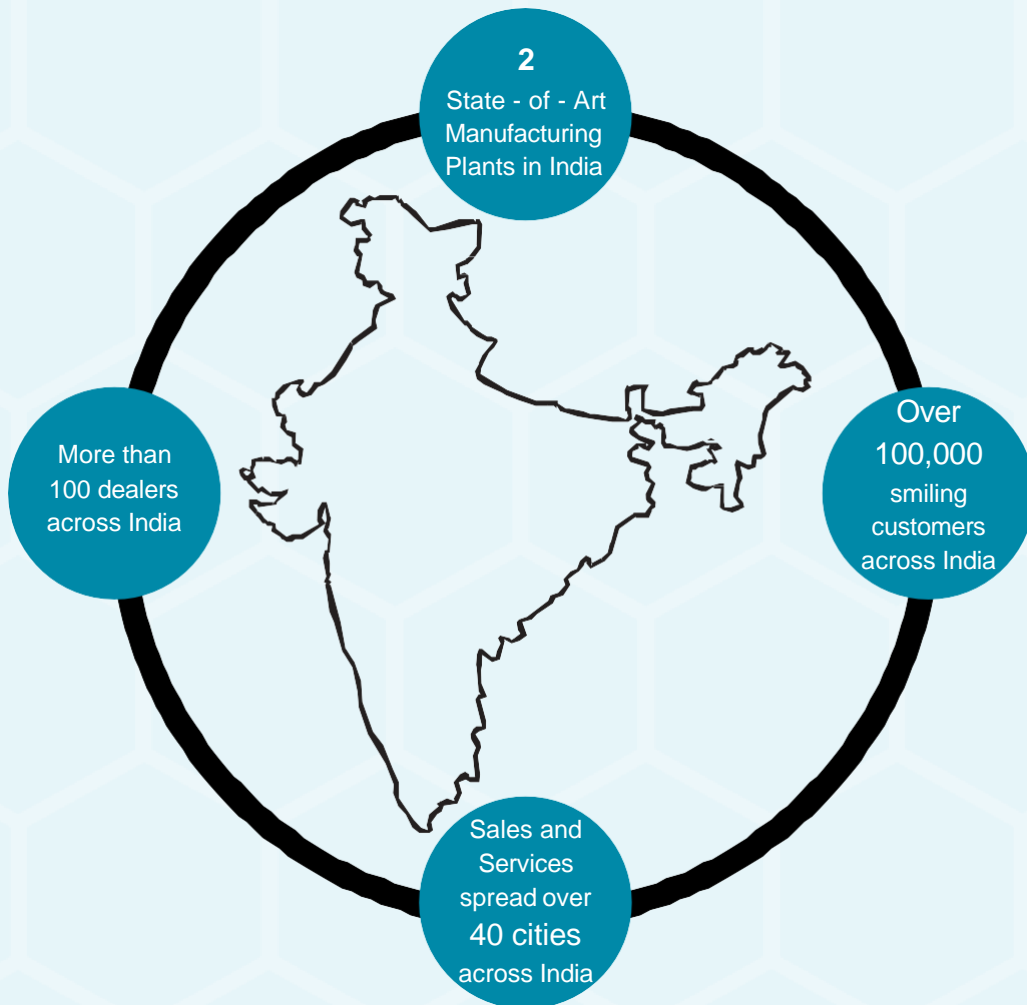 2
State - of - Art
Manufacturing
Plants in India
More than
100 dealers
across India
Over
100,000
smiling
customers
across India
Sales and
Services
spread over
40 cities
across India